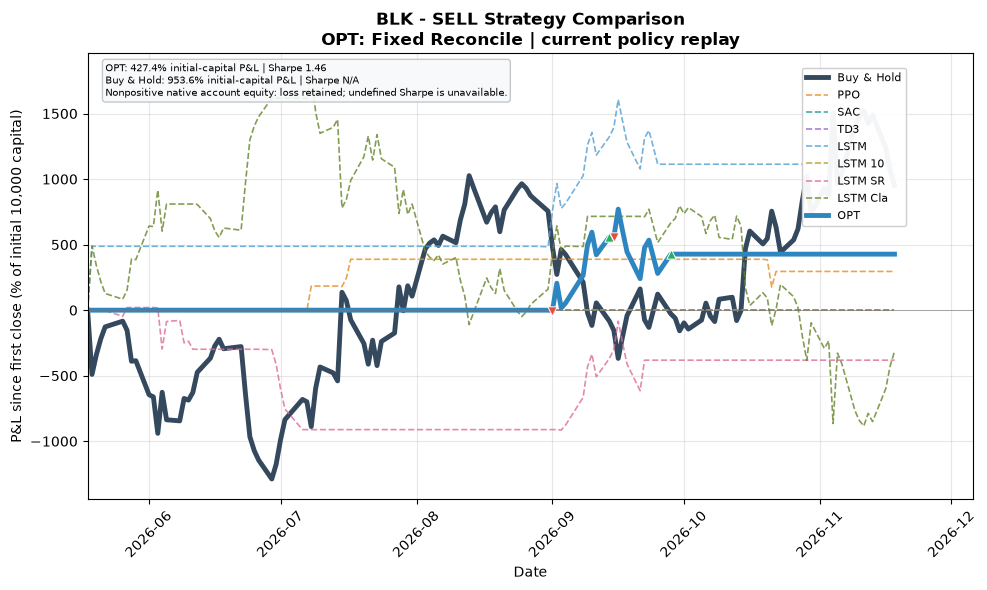 BLK - SELL Strategy Comparison
OPT: Fixed Reconcile | current policy replay
OPT: 427.4% initial-capital P&L | Sharpe 1.46
Buy & Hold: 953.6% initial-capital P&L | Sharpe N/A
Nonpositive native account equity: loss retained; undefined Sharpe is unavailable.
Buy & Hold
PPO
SAC
TD3
LSTM
LSTM 10
LSTM SR
LSTM Cla
OPT
P&L since first close (% of initial 10,000 capital)
1500
1000
500
0
−500
−1000
2026-06
2026-07
2026-08
2026-09
2026-10
2026-11
2026-12
Date